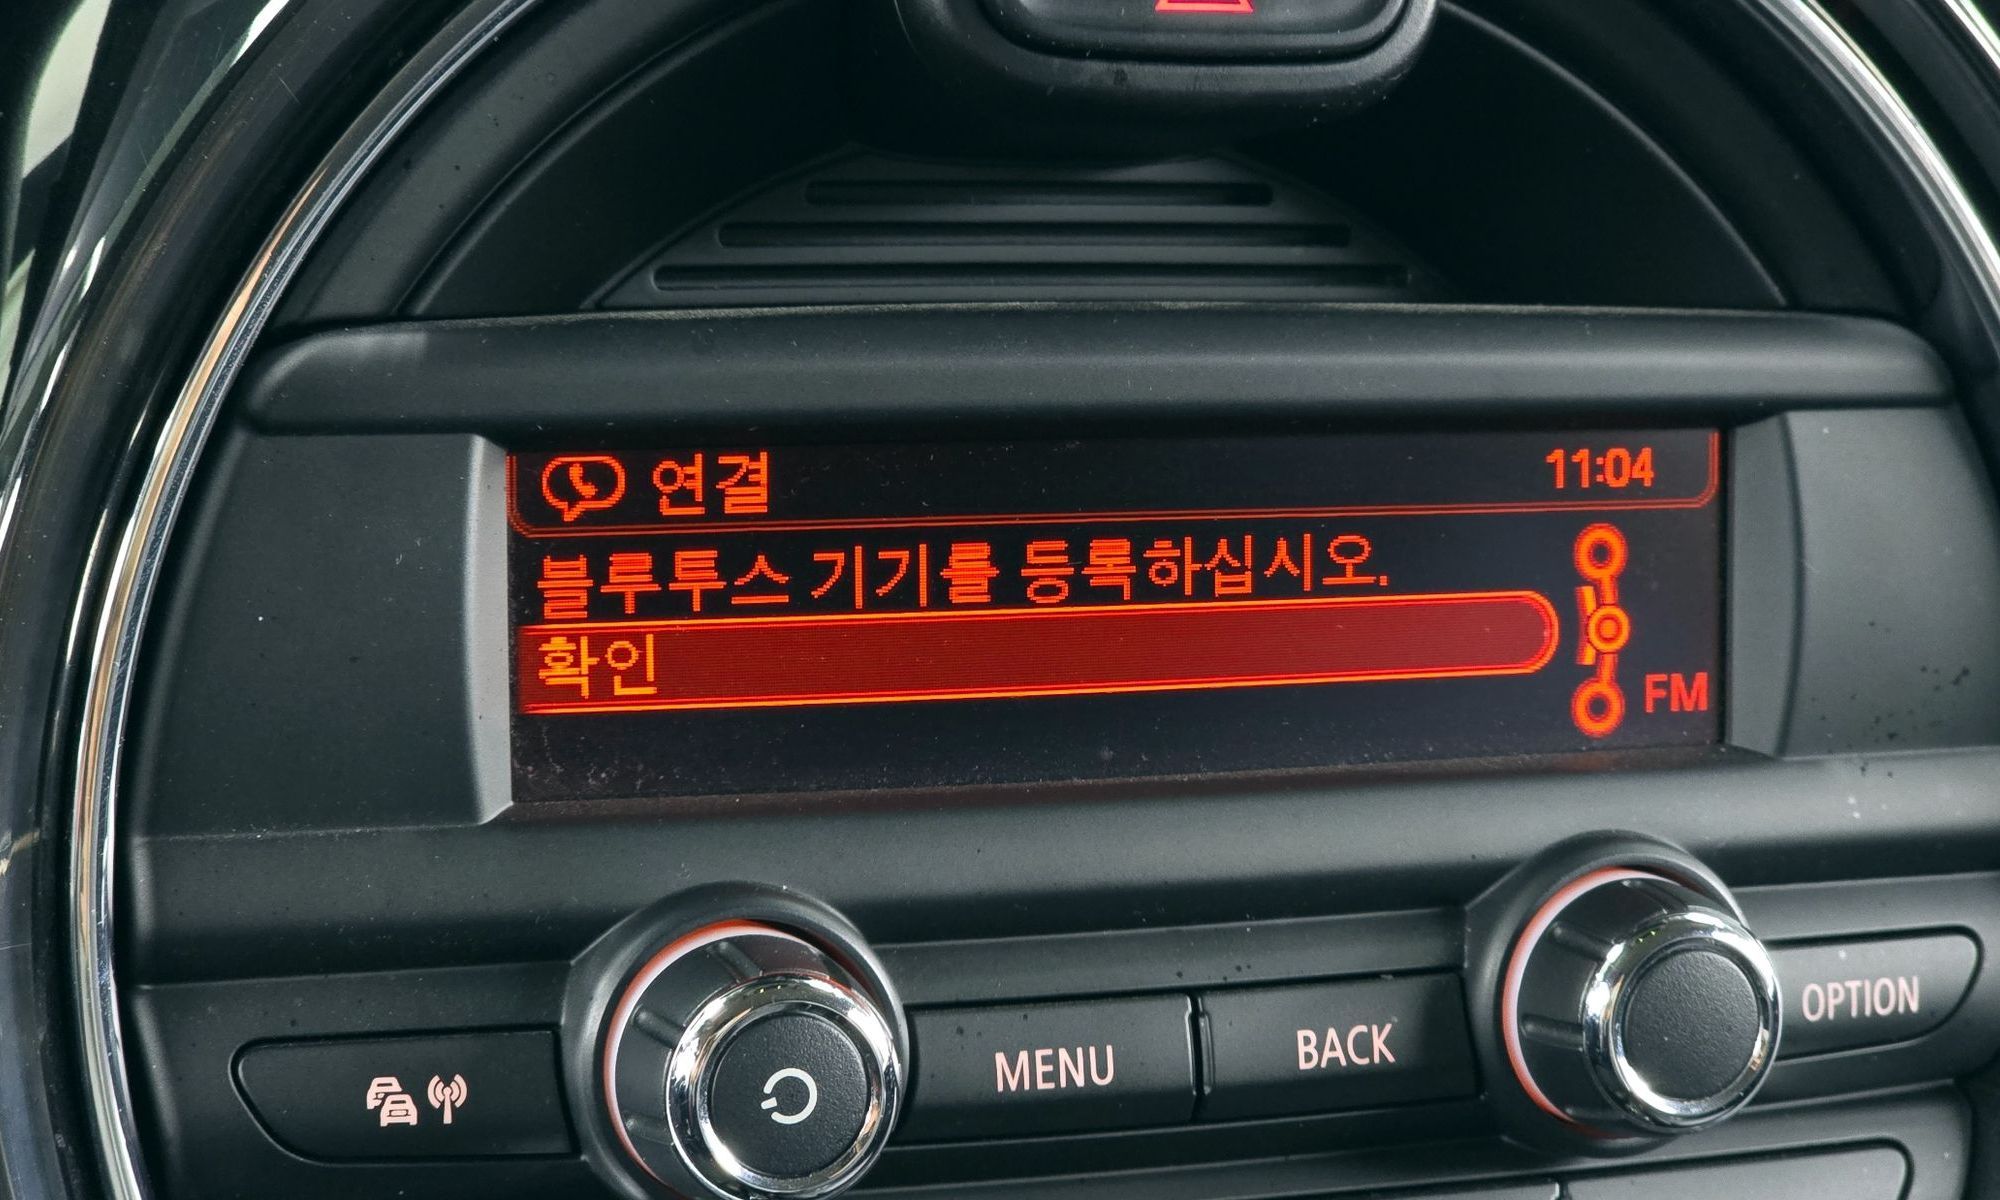 연결 11:04
블루투스 기기를 등록하십시오.
확인
FM
MENU BACK OPTION